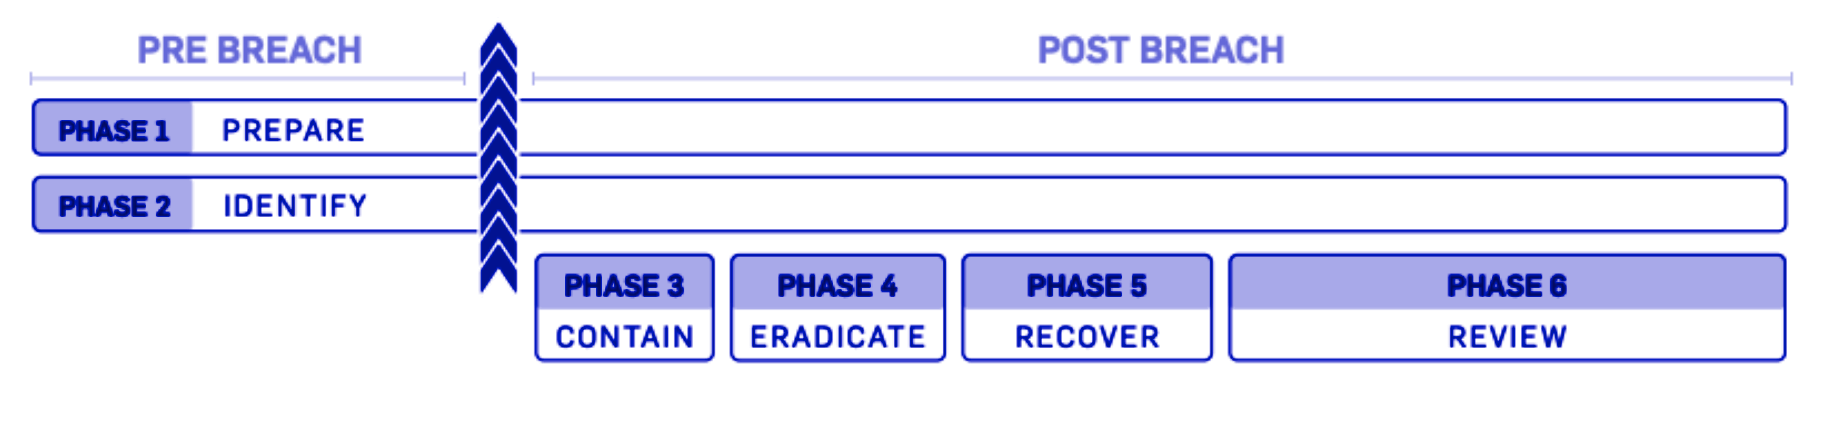 PRE BREACH
POST BREACH
PHASE 1 PREPARE
PHASE 2 IDENTIFY
PHASE 3
CONTAIN
PHASE 4
ERADICATE
PHASE 5
RECOVER
PHASE 6
REVIEW